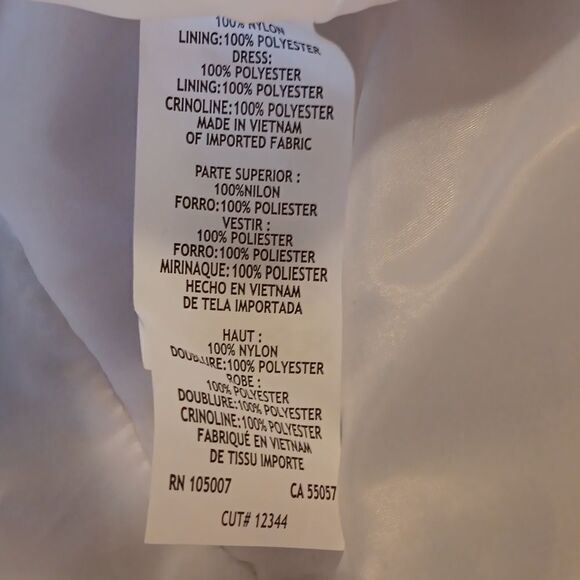 100% NYLON
LINING:100% POLYESTER
DRESS:
100% POLYESTER
LINING:100% POLYESTER
CRINOLINE:100% POLYESTER
MADE IN VIETNAM
OF IMPORTED FABRIC
PARTE SUPERIOR :
100%NILON
FORRO:100% POLIESTER
VESTIR :
100% POLIESTER
FORRO:100% POLIESTER
MIRINAQUE:100% POLIESTER
HECHO EN VIETNAM
DE TELA IMPORTADA
HAUT :
100% NYLON
DOUBLURE:100% POLYESTER
ROBE :
100% POLYESTER
DOUBLURE:100% POLYESTER
CRINOLINE:100% POLYESTER
FABRIQUÉ EN VIETNAM
DE TISSU IMPORTE
RN 105007 CA 55057
CUT# 12344